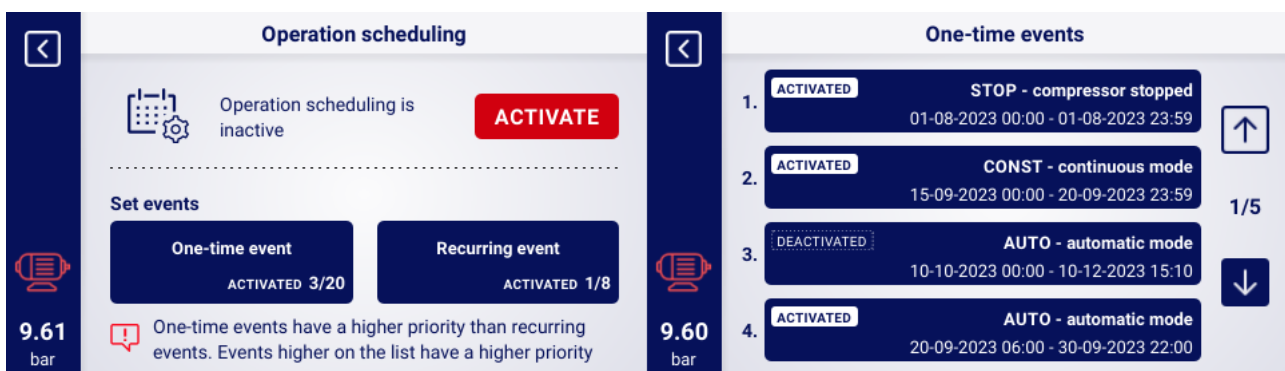 Operation scheduling
Operation scheduling is
inactive
ACTIVATE
Set events
One-time event
ACTIVATED 3/20
Recurring event
ACTIVATED 1/8
9.61
bar
One-time events have a higher priority than recurring
events. Events higher on the list have a higher priority
One-time events
1.
ACTIVATED
STOP - compressor stopped
01-08-2023 00:00 - 01-08-2023 23:59
2.
ACTIVATED
CONST - continuous mode
15-09-2023 00:00 - 20-09-2023 23:59
1/5
3.
DEACTIVATED
AUTO - automatic mode
10-10-2023 00:00 - 10-12-2023 15:10
4.
ACTIVATED
AUTO - automatic mode
20-09-2023 06:00 - 30-09-2023 22:00
9.60
bar